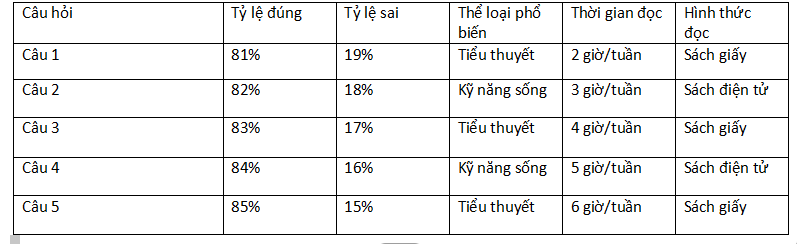 Câu hỏi Tỷ lệ đúng Tỷ lệ sai Thể loại phổ biến Thời gian đọc Hình thức đọc
Câu 1 81% 19% Tiểu thuyết 2 giờ/tuần Sách giấy
Câu 2 82% 18% Kỹ năng sống 3 giờ/tuần Sách điện tử
Câu 3 83% 17% Tiểu thuyết 4 giờ/tuần Sách giấy
Câu 4 84% 16% Kỹ năng sống 5 giờ/tuần Sách điện tử
Câu 5 85% 15% Tiểu thuyết 6 giờ/tuần Sách giấy